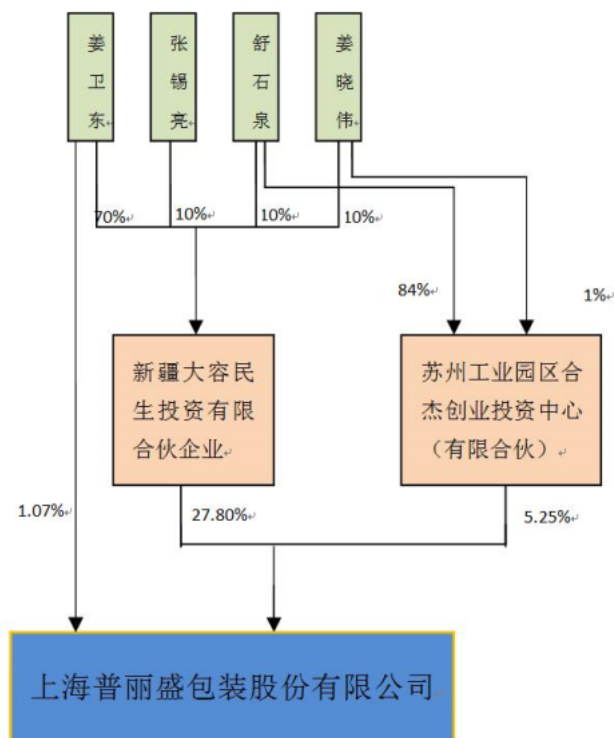 姜卫东
张锡亮
舒石泉
姜晓伟
70%
10%
10%
10%
84%
1%
新疆大容民
生投资有限
合伙企业
苏州工业园区合
杰创业投资中心
（有限合伙）
1.07%
27.80%
5.25%
上海普丽盛包装股份有限公司